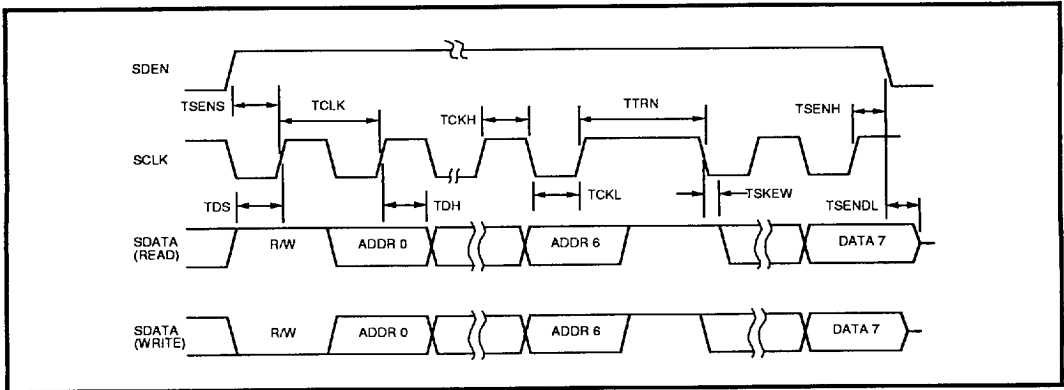 SDEN
TSENS
TCLK
TCKH
TTRN
TSENH
SCLK
TDS
TDH
TCKL
TSKEW
TSENDL
SDATA
(READ)
R/W
ADDR 0
ADDR 6
DATA 7
SDATA
(WRITE)
R/W
ADDR 0
ADDR 6
DATA 7